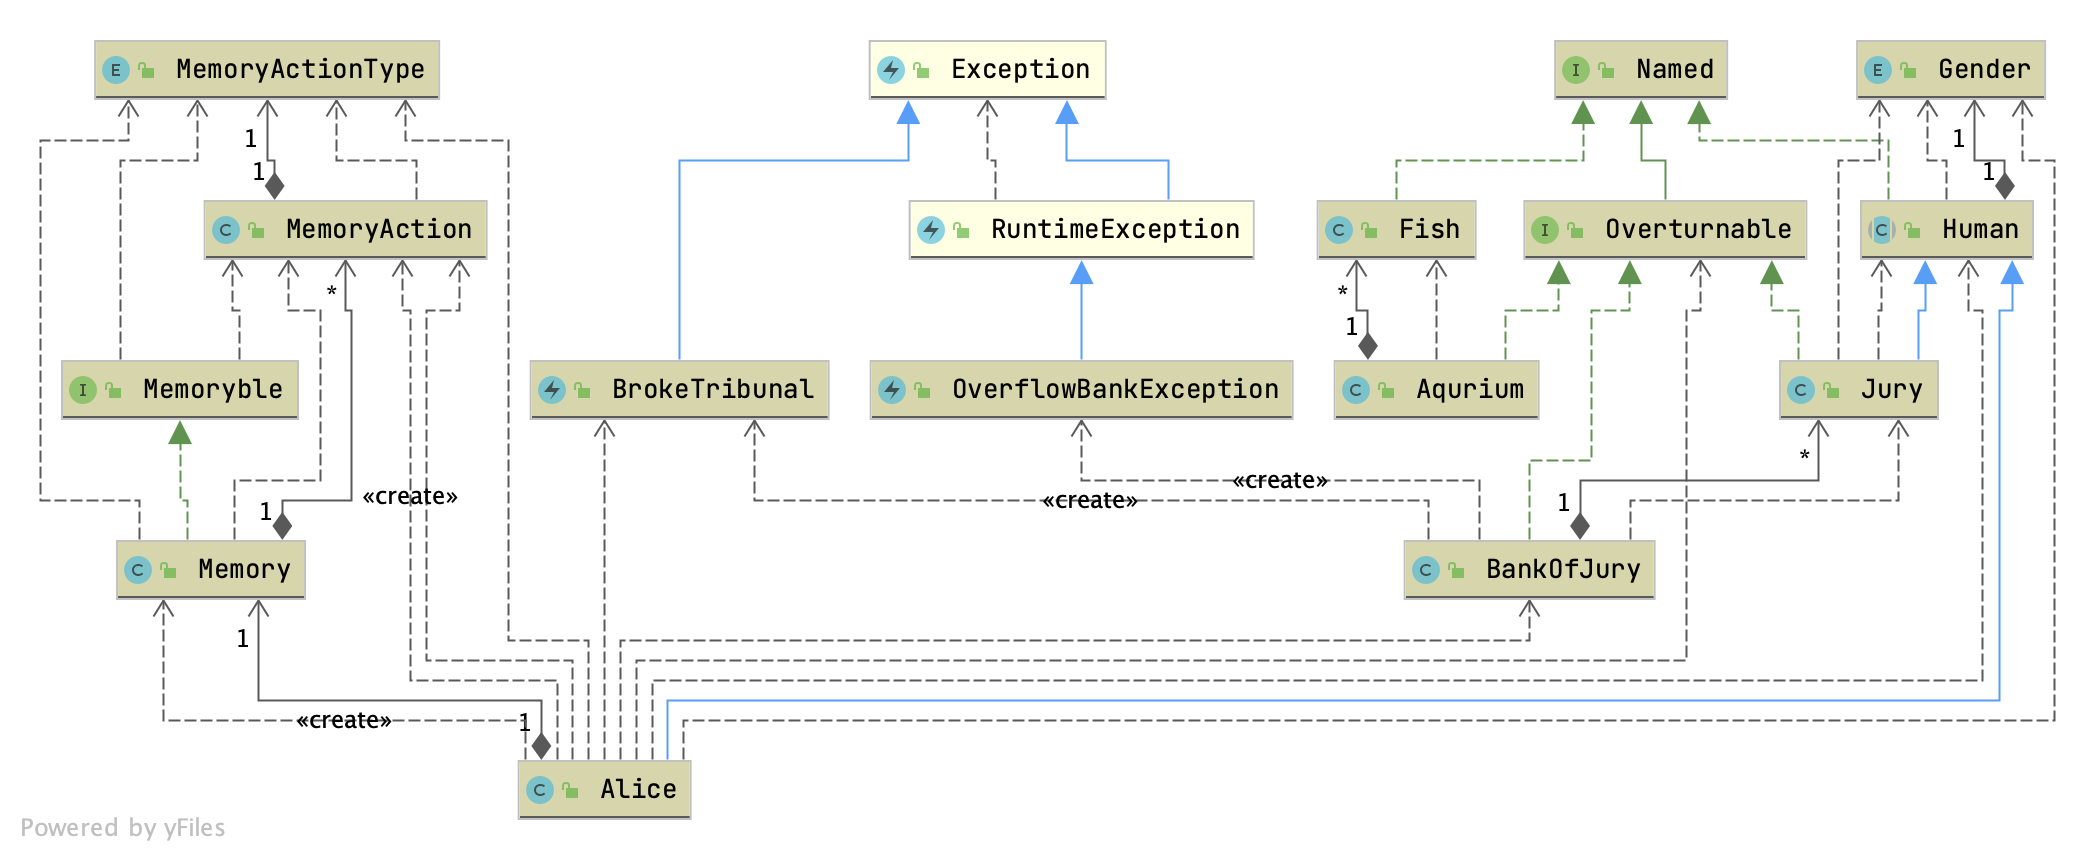 E MemoryActionType
Exception
I Named
E Gender
1
1
1
1
C MemoryAction
RuntimeException
C Fish
I Overturnable
C Human
*
*
1
I Memoryble
BrokeTribunal
OverflowBankException
C Aqurium
C Jury
*
«create»
«create»
«create»
1
1
C Memory
C BankOfJury
1
«create»
1
C Alice
Powered by yFiles